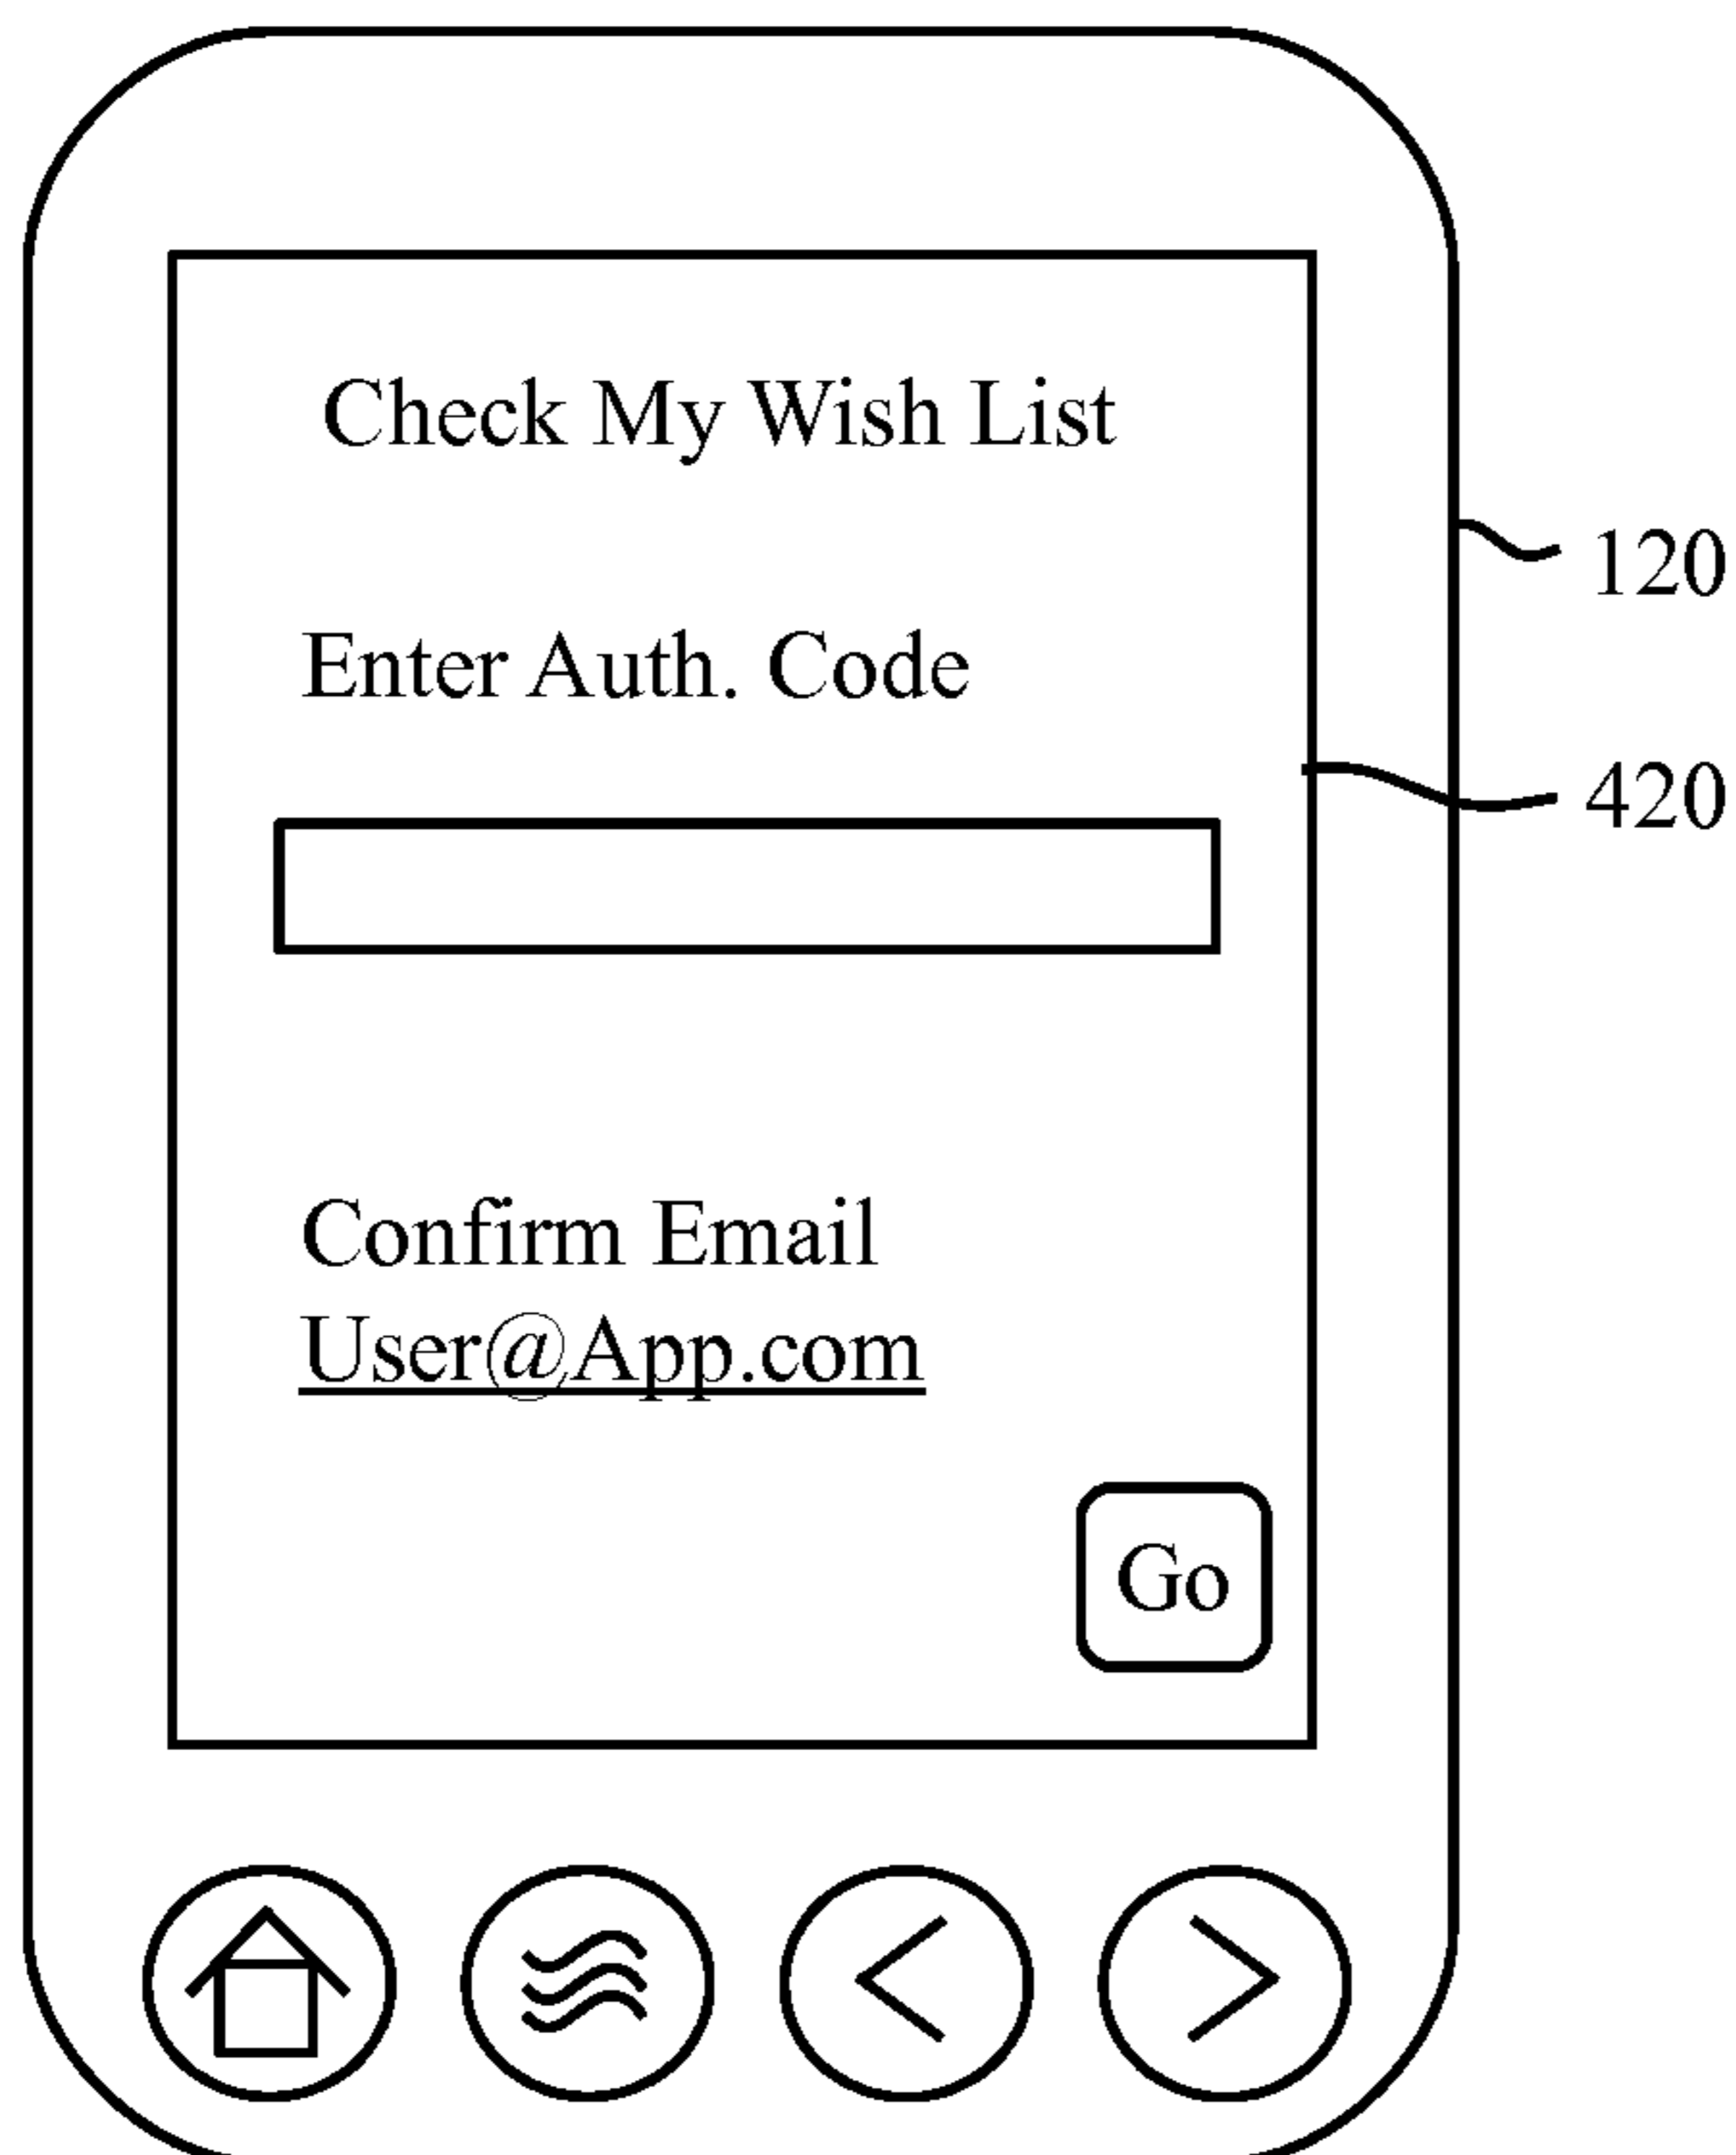 Check My Wish List
120
Enter Auth. Code
420
Confirm Email
User@App.com
Go